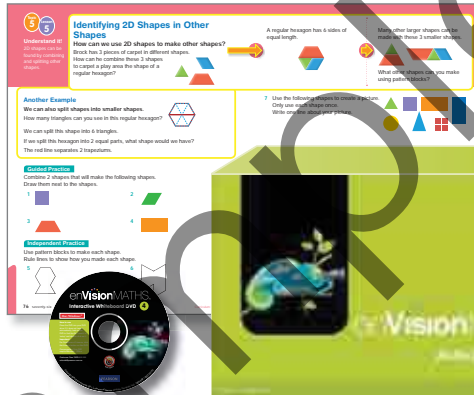 Topic 5 Lesson 5
Understand It!
2D shapes can be
found by combining
and splitting other
shapes
Identifying 2D Shapes in Other
Shapes
How can we use 2D shapes to make other shapes?
Brock has 3 pieces of carpet in different shapes.
How can he combine these 3 shapes
to carpet a play area the shape of a
regular hexagon?
A regular hexagon has 6 sides of
equal length.
Many other larger shapes can be
made with these 3 smaller shapes.
What other shapes can you make
using pattern blocks?
Another Example
We can also split shapes into smaller shapes.
How many triangles can you see in this regular hexagon?
We can split this shape into 6 triangles.
If we split this hexagon into 2 equal parts, what shape would we have?
The red line separates 2 trapeziums.
7 Use the following shapes to create a picture.
Only use each shape once.
Write one line about your picture.
Guided Practice
Combine 2 shapes that will make the following shapes.
Draw them next to the shapes.
1
2
3
4
Independent Practice
Use pattern blocks to make each shape.
Rule lines to show how you made each shape.
5
6
76 seventy-six
enVisionMATHS
Interactive Whiteboard DVD 4
enVision